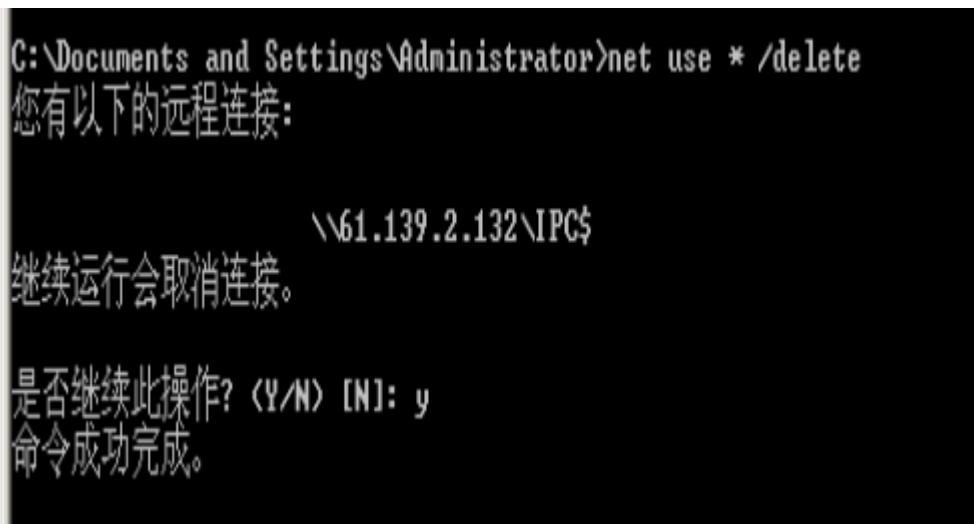 C:\Documents and Settings\Administrator>net use * /delete
您有以下的远程连接:
\\61.139.2.132\IPC$
继续运行会取消连接。
是否继续此操作? (Y/N) [N]: y
命令成功完成。